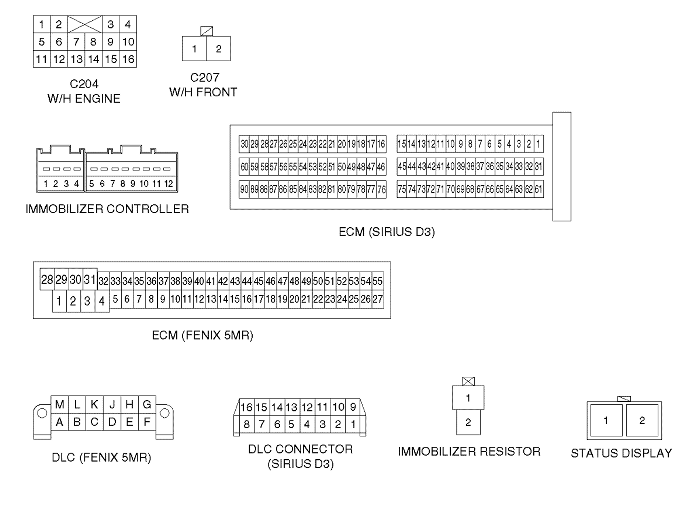 1 2 3 4
5 6 7 8 9 10
11 12 13 14 15 16
C204
W/H ENGINE
1 2
C207
W/H FRONT
1 2 3 4 5 6 7 8 9 10 11 12
IMMOBILIZER CONTROLLER
30 29 28 27 26 25 24 23 22 21 20 19 18 17 16 15 14 13 12 11 10 9 8 7 6 5 4 3 2 1
60 59 58 57 56 55 54 53 52 51 50 49 48 47 46 45 44 43 42 41 40 39 38 37 36 35 34 33 32 31
90 89 88 87 86 85 84 83 82 81 80 79 78 77 76 75 74 73 72 71 70 69 68 67 66 65 64 63 62 61
ECM (SIRIUS D3)
28 29 30 31 32 33 34 35 36 37 38 39 40 41 42 43 44 45 46 47 48 49 50 51 52 53 54 55
1 2 3 4 5 6 7 8 9 10 11 12 13 14 15 16 17 18 19 20 21 22 23 24 25 26 27
ECM (FENIX 5MR)
M L K J H G
A B C D E F
DLC (FENIX 5MR)
16 15 14 13 12 11 10 9
8 7 6 5 4 3 2 1
DLC CONNECTOR
(SIRIUS D3)
1
2
IMMOBILIZER RESISTOR
1 2
STATUS DISPLAY